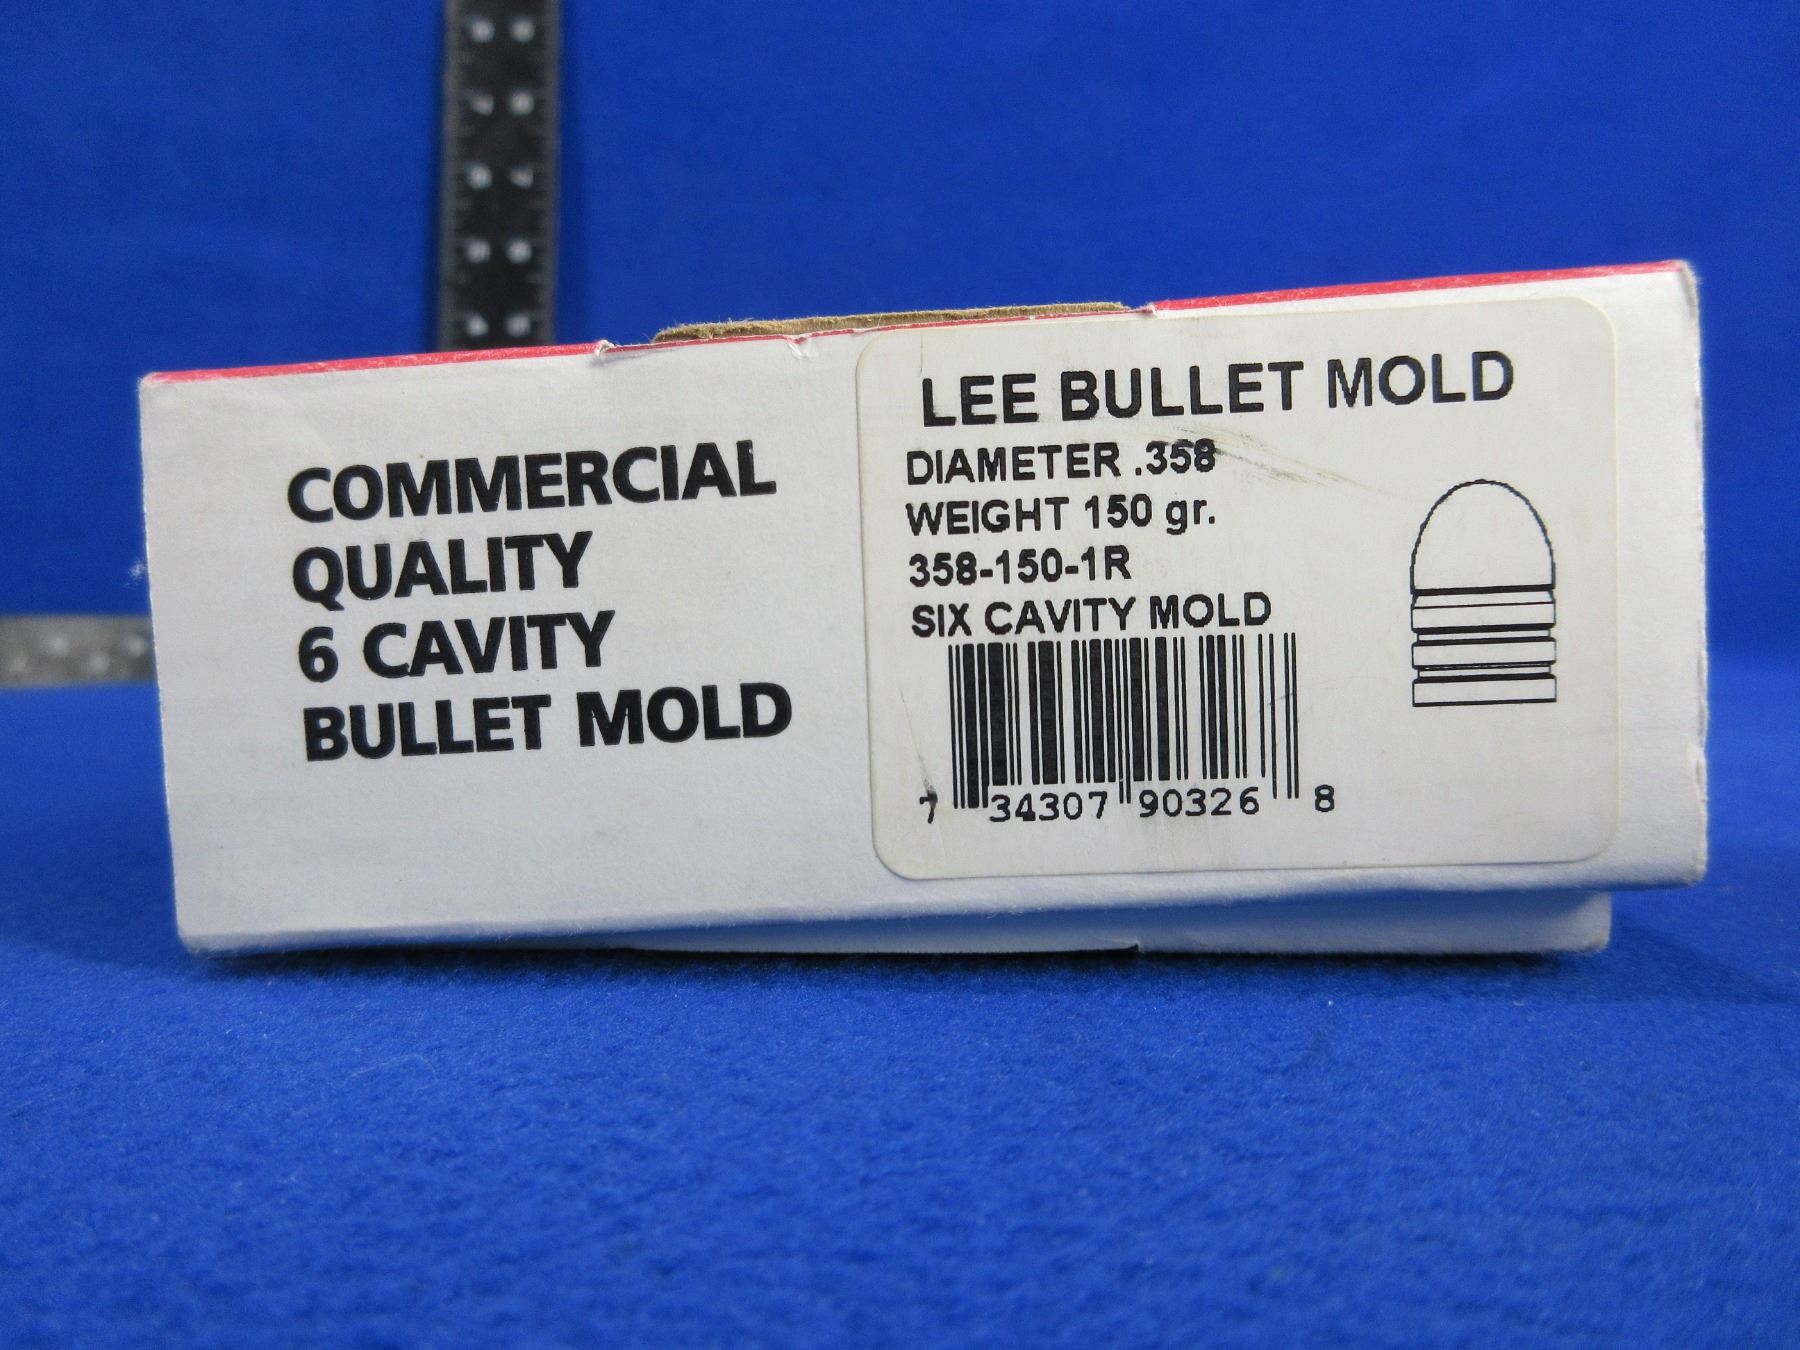 COMMERCIAL
QUALITY
6 CAVITY
BULLET MOLD
LEE BULLET MOLD
DIAMETER .358
WEIGHT 150 gr.
358-150-1R
SIX CAVITY MOLD
7 34307 90326 8